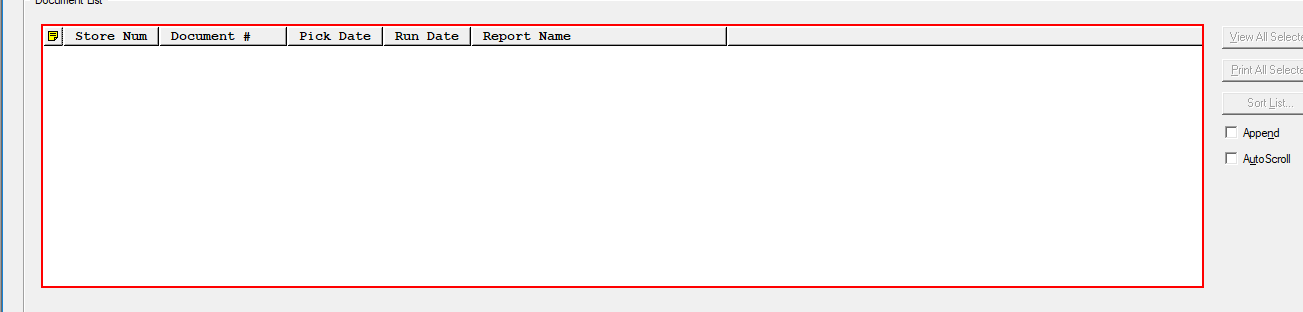 Document List
Store Num Document # Pick Date Run Date Report Name
View All Selecte
Print All Selecte
Sort List...
Append
AutoScroll